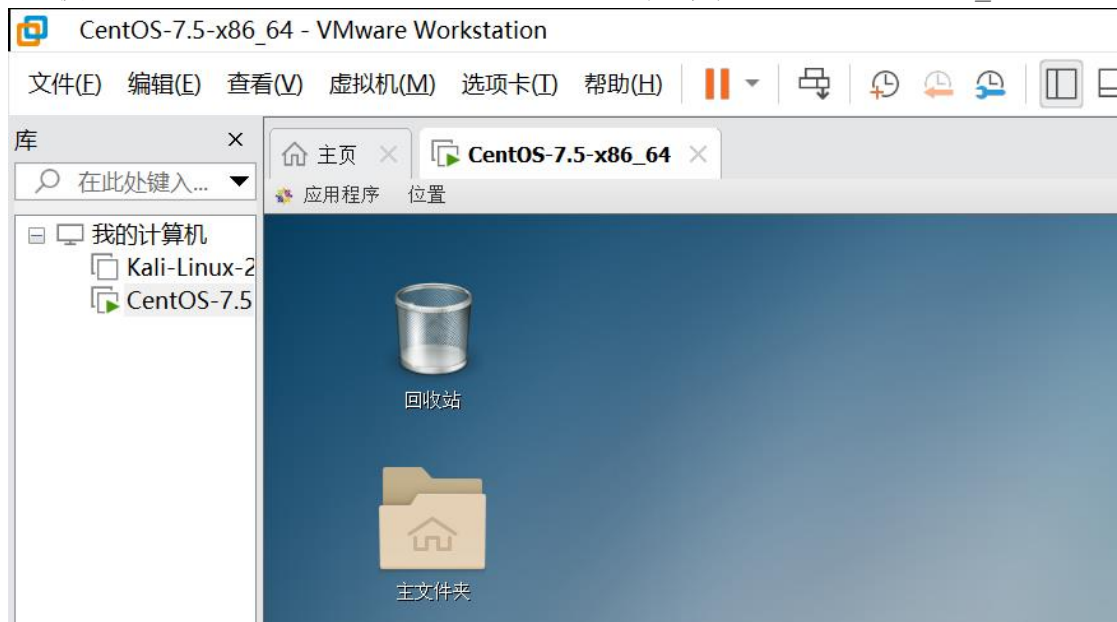 CentOS-7.5-x86_64 - VMware Workstation
文件(F) 编辑(E) 查看(V) 虚拟机(M) 选项卡(T) 帮助(H)
库
在此处键入...
我的计算机
Kali-Linux-2
CentOS-7.5
主页 CentOS-7.5-x86_64
应用程序 位置
回收站
主文件夹